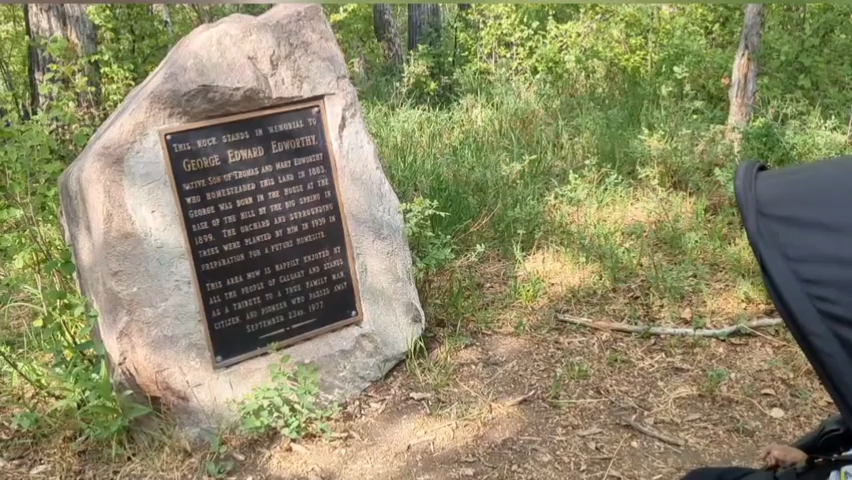 THIS ROCK STANDS IN MEMORIAL TO
GEORGE EDWARD EDWORTHY.
NATIVE SON OF THOMAS AND MARY EDWORTHY
WHO HOMESTEADED THIS LAND IN 1883.
GEORGE WAS BORN IN THE HOUSE AT THE
BASE OF THE HILL BY THE BIG SPRING IN
1899. THE ORCHARD AND SURROUNDING
TREES WERE PLANTED BY HIM IN 1939 IN
PREPARATION FOR A FUTURE HOMESITE.
THIS AREA NOW IS HAPPILY ENJOYED BY
ALL THE PEOPLE OF CALGARY AND STANDS
AS A TRIBUTE TO A TRUE FAMILY MAN,
CITIZEN, AND PIONEER WHO PASSED AWAY
SEPTEMBER 23RD, 1977